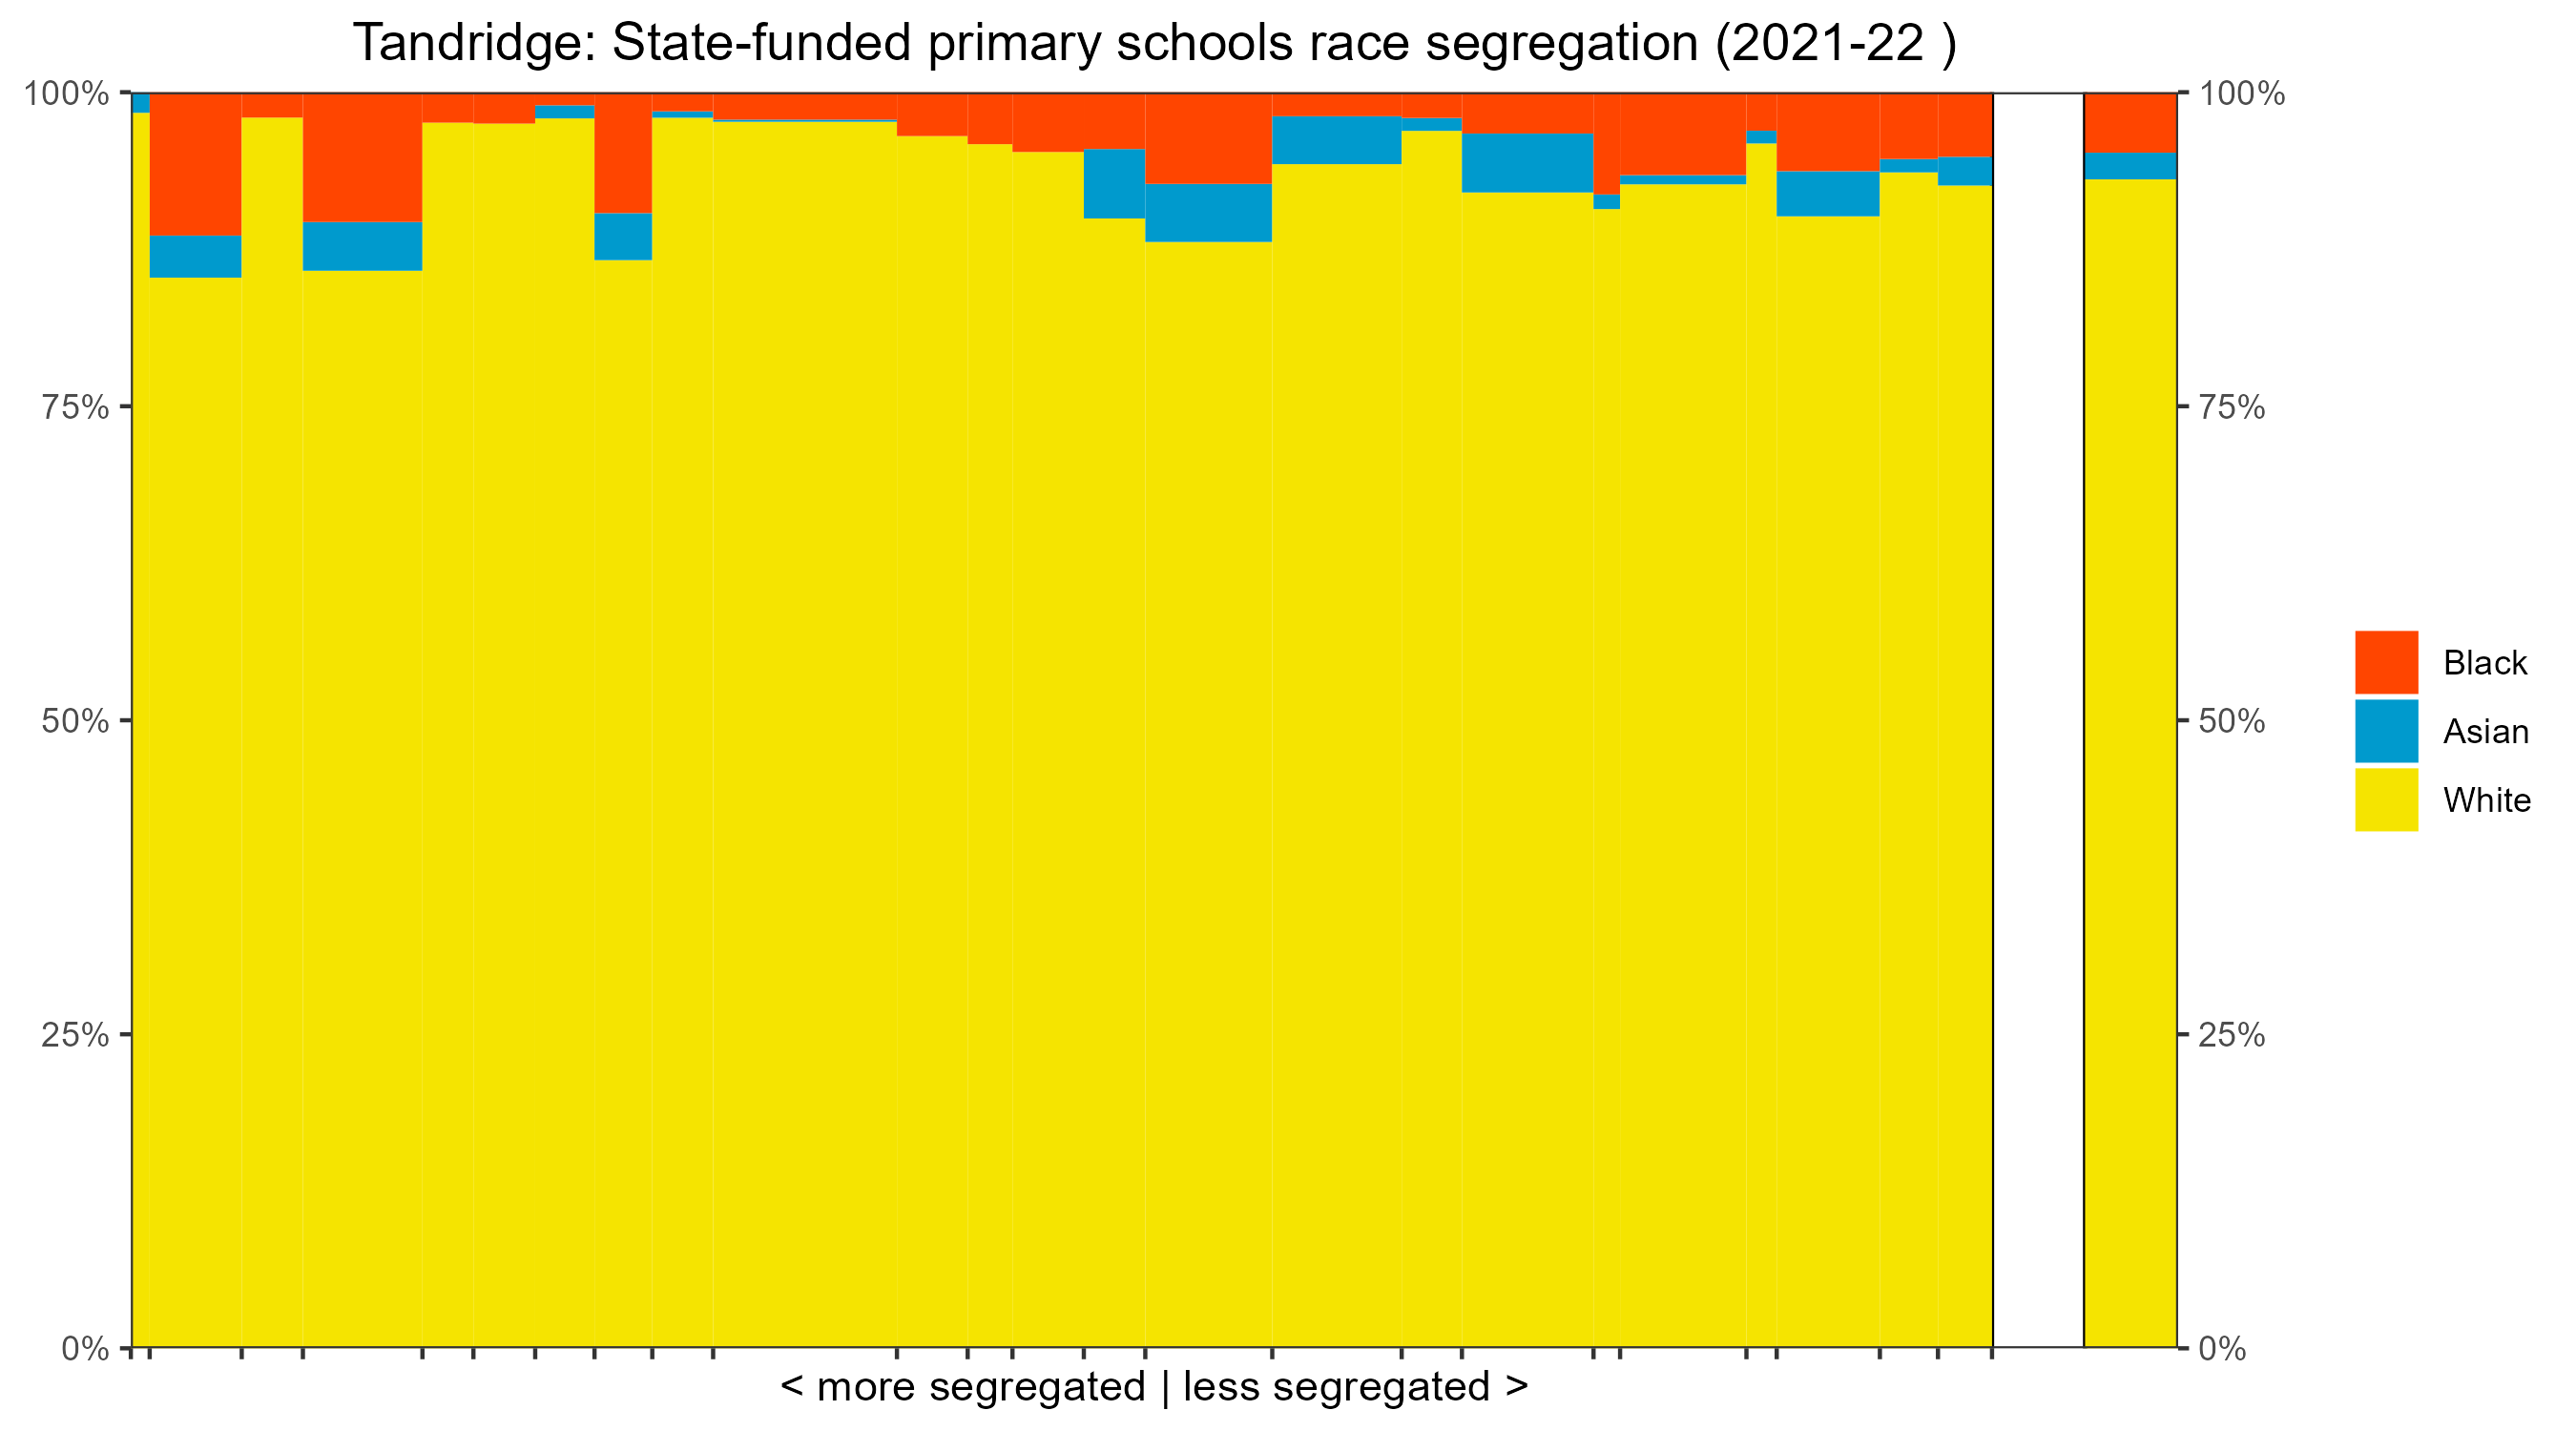 Tandridge: State-funded primary schools race segregation (2021-22 )
100%
75%
50%
25%
0%
100%
75%
50%
25%
0%
Black
Asian
White
< more segregated | less segregated >